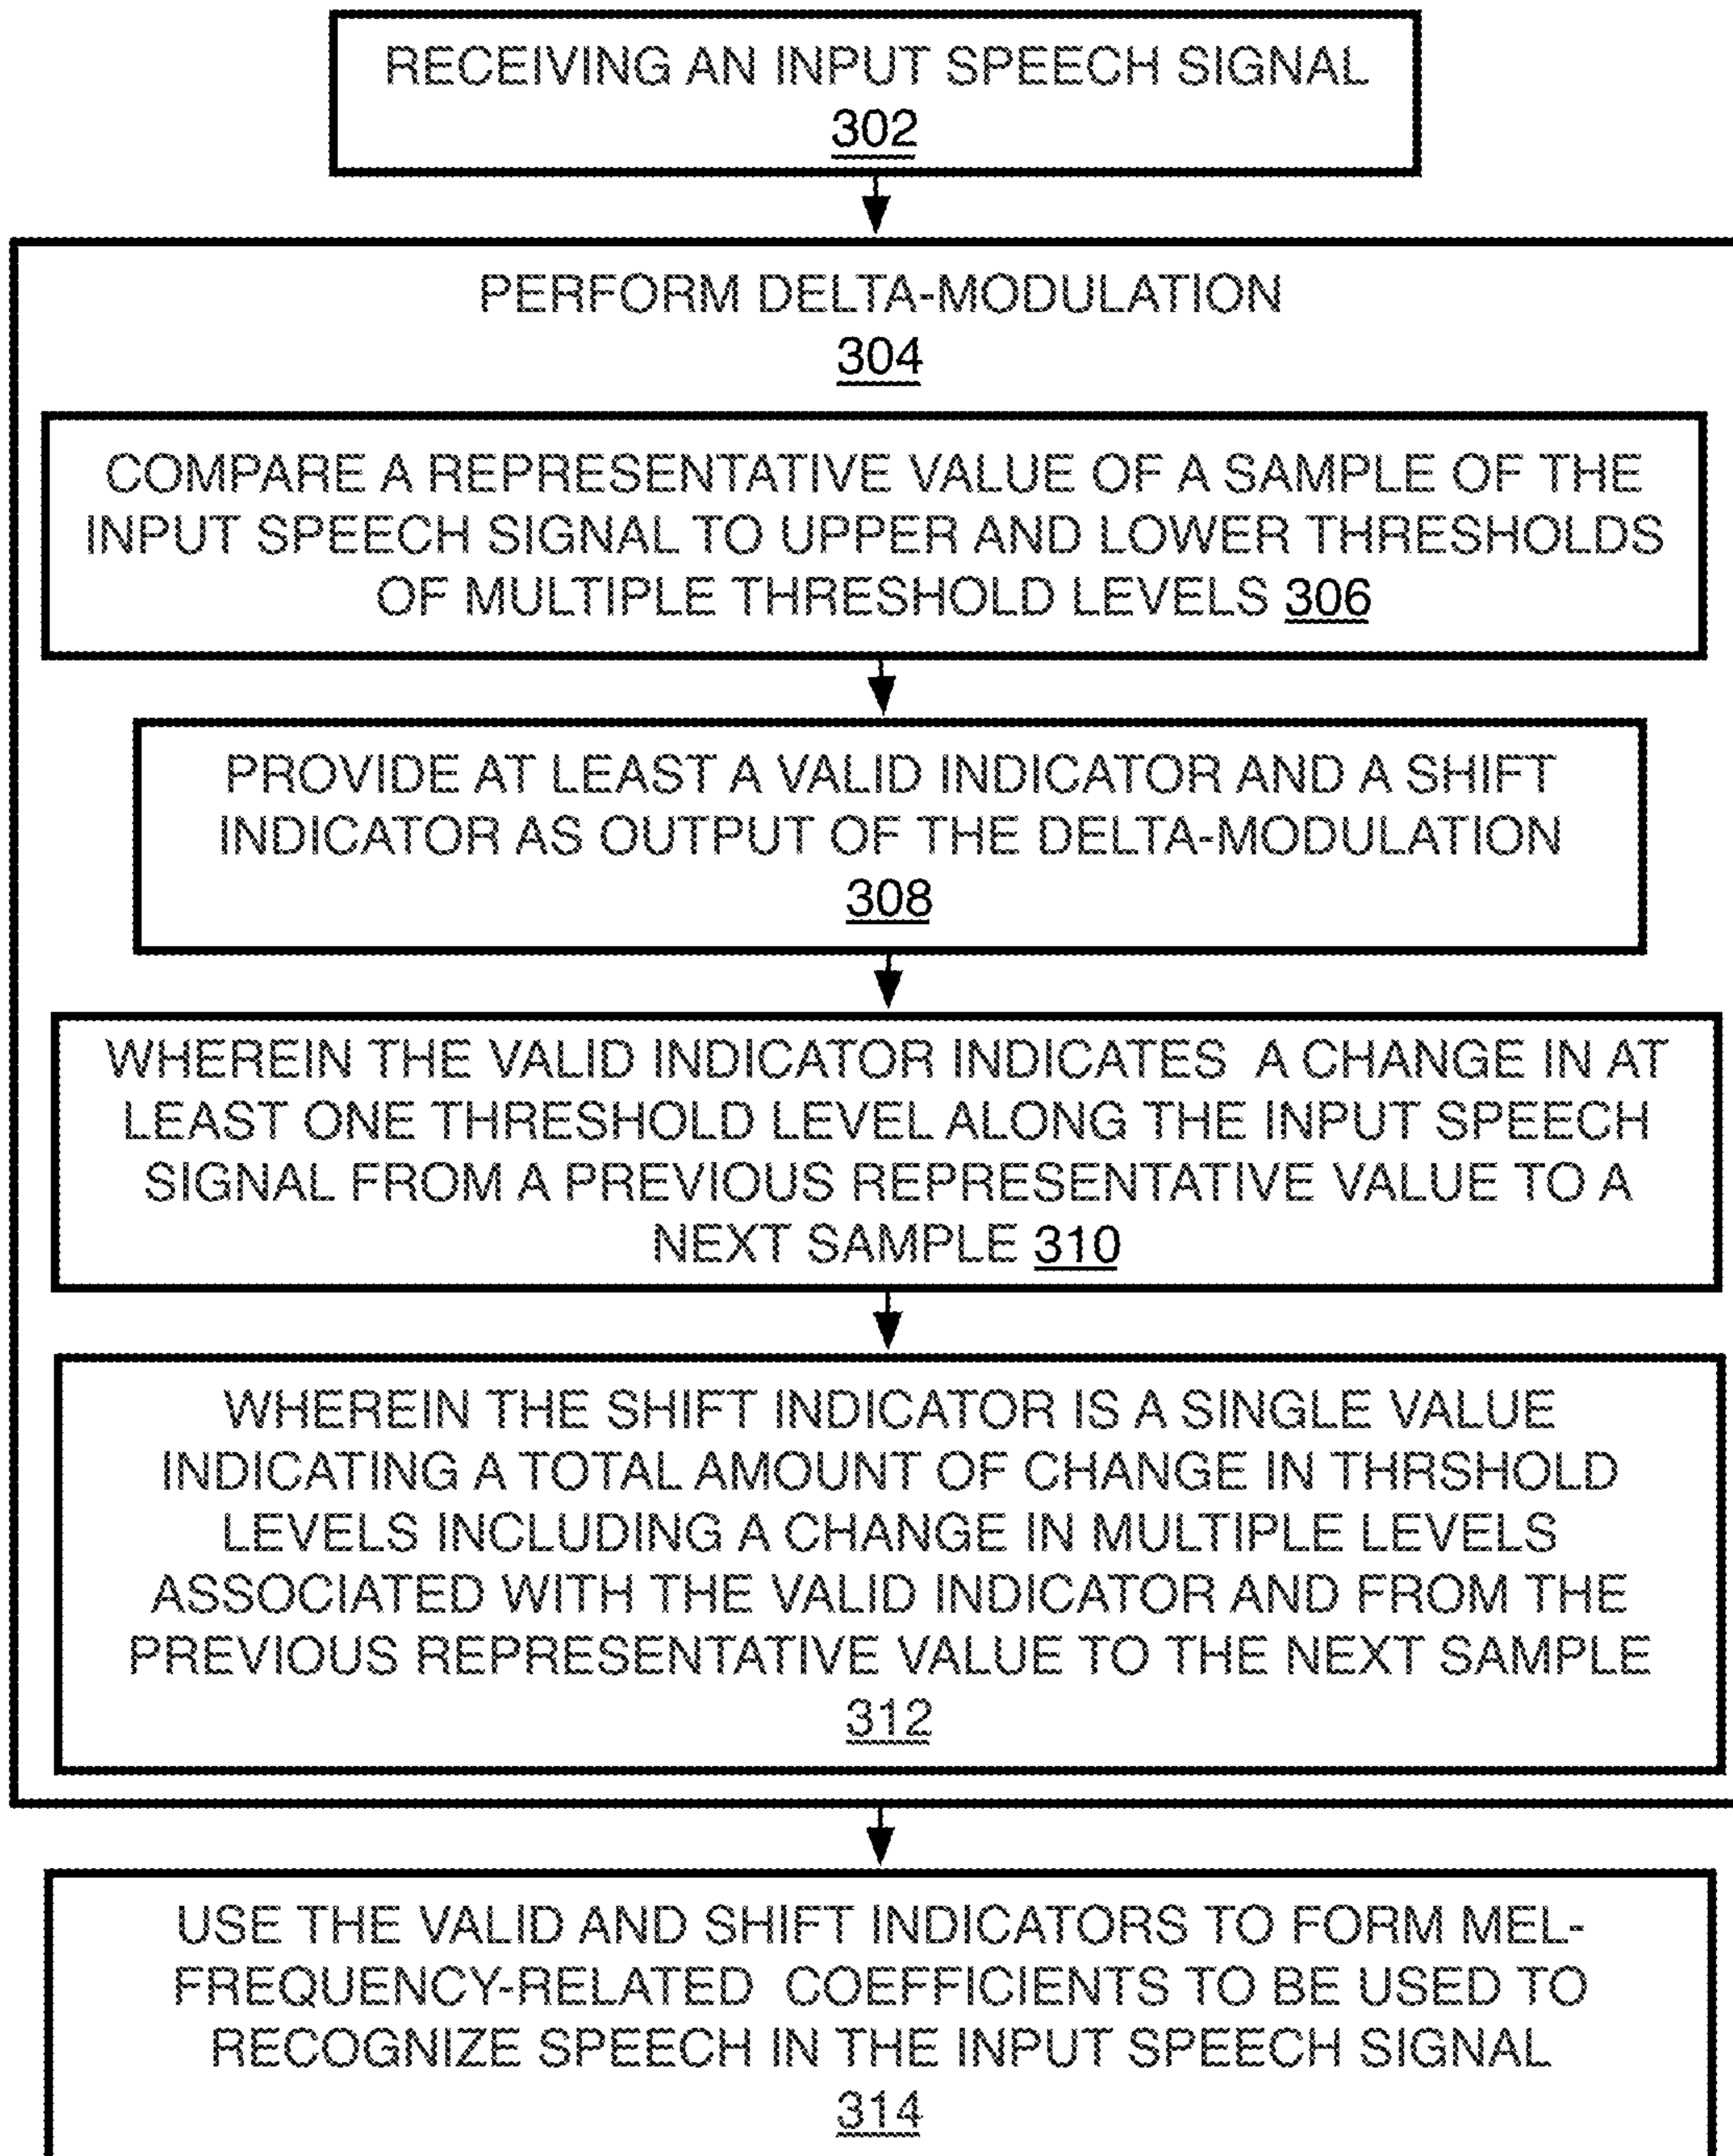 RECEIVING AN INPUT SPEECH SIGNAL
302
PERFORM DELTA-MODULATION
304
COMPARE A REPRESENTATIVE VALUE OF A SAMPLE OF THE
INPUT SPEECH SIGNAL TO UPPER AND LOWER THRESHOLDS
OF MULTIPLE THRESHOLD LEVELS 306
PROVIDE AT LEAST A VALID INDICATOR AND A SHIFT
INDICATOR AS OUTPUT OF THE DELTA-MODULATION
308
WHEREIN THE VALID INDICATOR INDICATES A CHANGE IN AT
LEAST ONE THRESHOLD LEVEL ALONG THE INPUT SPEECH
SIGNAL FROM A PREVIOUS REPRESENTATIVE VALUE TO A
NEXT SAMPLE 310
WHEREIN THE SHIFT INDICATOR IS A SINGLE VALUE
INDICATING A TOTAL AMOUNT OF CHANGE IN THRSHOLD
LEVELS INCLUDING A CHANGE IN MULTIPLE LEVELS
ASSOCIATED WITH THE VALID INDICATOR AND FROM THE
PREVIOUS REPRESENTATIVE VALUE TO THE NEXT SAMPLE
312
USE THE VALID AND SHIFT INDICATORS TO FORM MEL-
FREQUENCY-RELATED COEFFICIENTS TO BE USED TO
RECOGNIZE SPEECH IN THE INPUT SPEECH SIGNAL
314